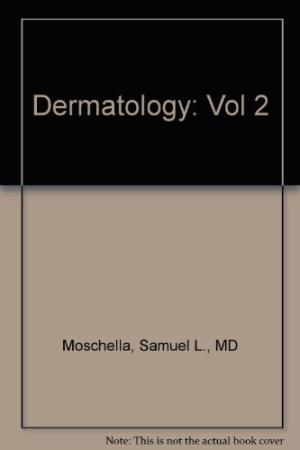 Dermatology: Vol 2
Moschella, Samuel L., MD
Note: This is not the actual book cover